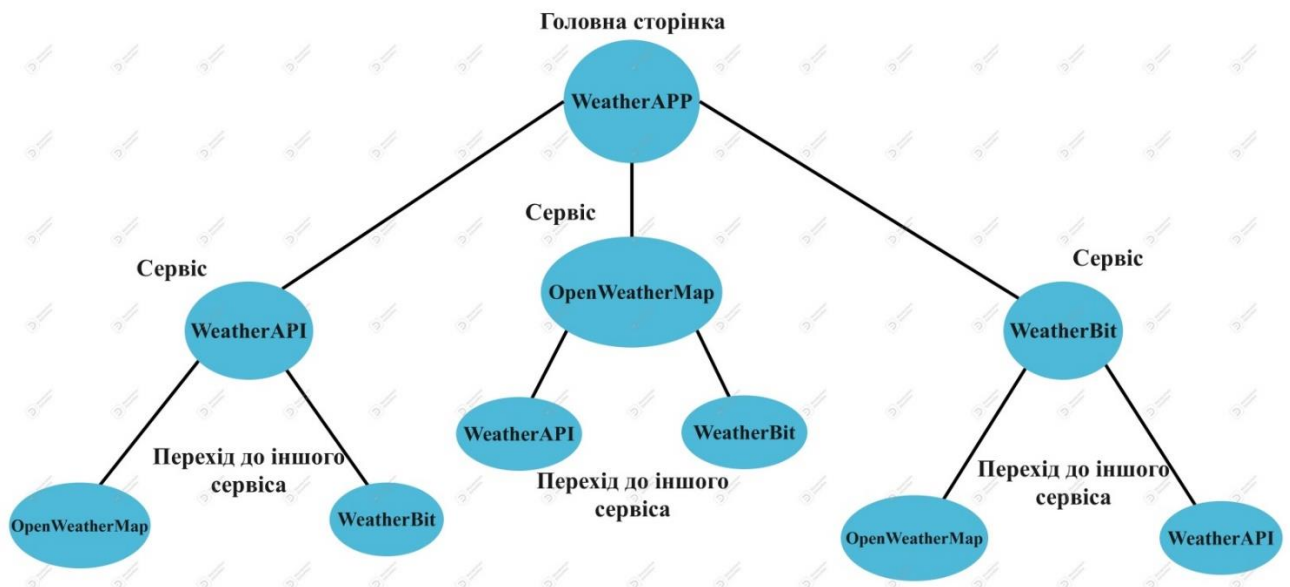 Головна сторінка
WeatherAPP
Сервіс
Сервіс
Сервіс
WeatherAPI
OpenWeatherMap
WeatherBit
WeatherAPI
WeatherBit
Перехід до іншого
сервіса
Перехід до іншого
сервіса
Перехід до іншого
сервіса
OpenWeatherMap
WeatherBit
OpenWeatherMap
WeatherAPI